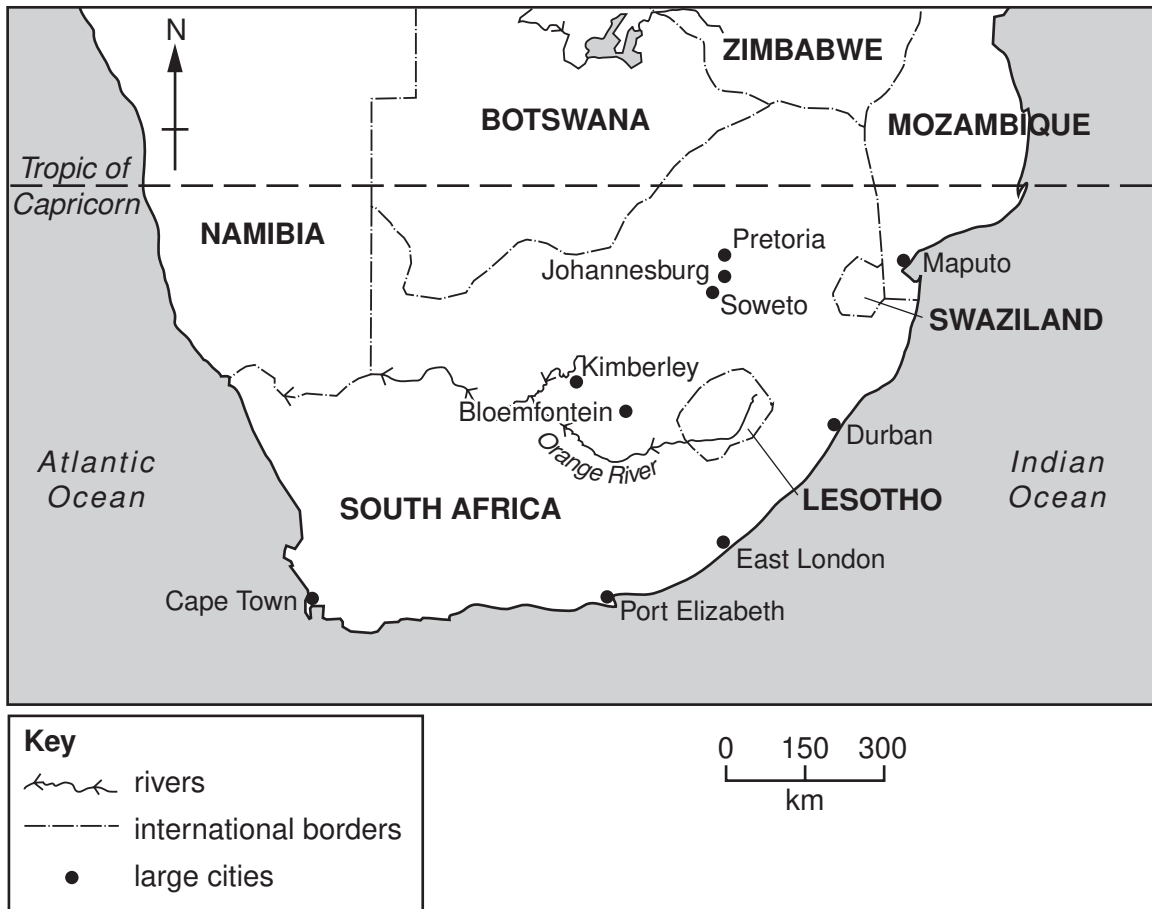 N
ZIMBABWE
BOTSWANA
MOZAMBIQUE
Tropic of
Capricorn
NAMIBIA
Pretoria
Johannesburg
Maputo
Soweto
SWAZILAND
Kimberley
Bloemfontein
Durban
Orange River
Atlantic
Ocean
Indian
Ocean
LESOTHO
SOUTH AFRICA
East London
Cape Town
Port Elizabeth
Key
rivers
international borders
large cities
0 150 300
km